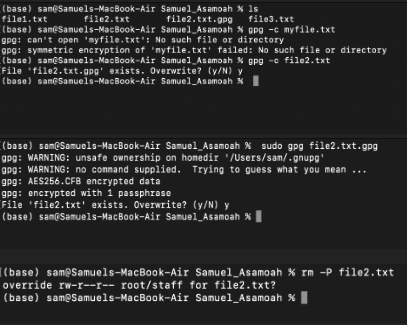 (base) sam@Samuels-MacBook-Air Samuel_Asamoah % ls
file1.txt file2.txt file2.txt.gpg file3.txt
(base) sam@Samuels-MacBook-Air Samuel_Asamoah % gpg -c myfile.txt
gpg: can't open 'myfile.txt': No such file or directory
gpg: symmetric encryption of 'myfile.txt' failed: No such file or directory
(base) sam@Samuels-MacBook-Air Samuel_Asamoah % gpg -c file2.txt
File 'file2.txt.gpg' exists. Overwrite? (y/N) y
(base) sam@Samuels-MacBook-Air Samuel_Asamoah %
(base) sam@Samuels-MacBook-Air Samuel_Asamoah % sudo gpg file2.txt.gpg
gpg: WARNING: unsafe ownership on homedir '/Users/sam/.gnupg'
gpg: WARNING: no command supplied. Trying to guess what you mean ...
gpg: AES256.CFB encrypted data
gpg: encrypted with 1 passphrase
File 'file2.txt' exists. Overwrite? (y/N) y
(base) sam@Samuels-MacBook-Air Samuel_Asamoah %
(base) sam@Samuels-MacBook-Air Samuel_Asamoah % rm -P file2.txt
override rw-r--r-- root/staff for file2.txt?
(base) sam@Samuels-MacBook-Air Samuel_Asamoah %